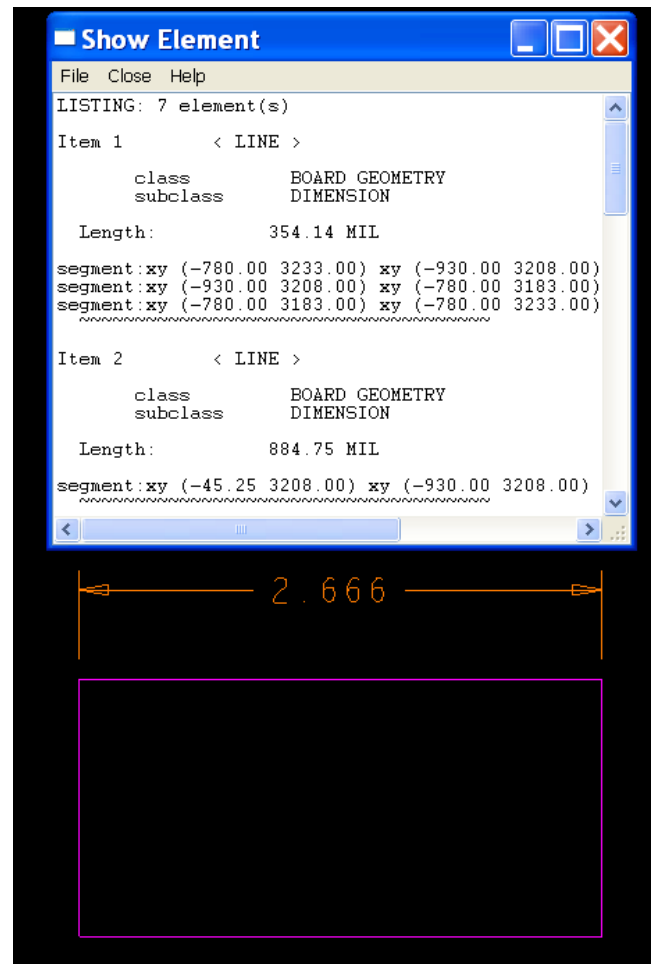 Show Element
File Close Help
LISTING: 7 element(s)
Item 1 < LINE >
class BOARD GEOMETRY
subclass DIMENSION
Length: 354.14 MIL
segment:xy (-780.00 3233.00) xy (-930.00 3208.00)
segment:xy (-930.00 3208.00) xy (-780.00 3183.00)
segment:xy (-780.00 3183.00) xy (-780.00 3233.00)
~~~~~~~~~~~~~~~~~~~~~~~~~~~~~~~~~~~~~~~~~~
Item 2 < LINE >
class BOARD GEOMETRY
subclass DIMENSION
Length: 884.75 MIL
segment:xy (-45.25 3208.00) xy (-930.00 3208.00)
~~~~~~~~~~~~~~~~~~~~~~~~~~~~~~~~~~~~~~~~~~
2.666